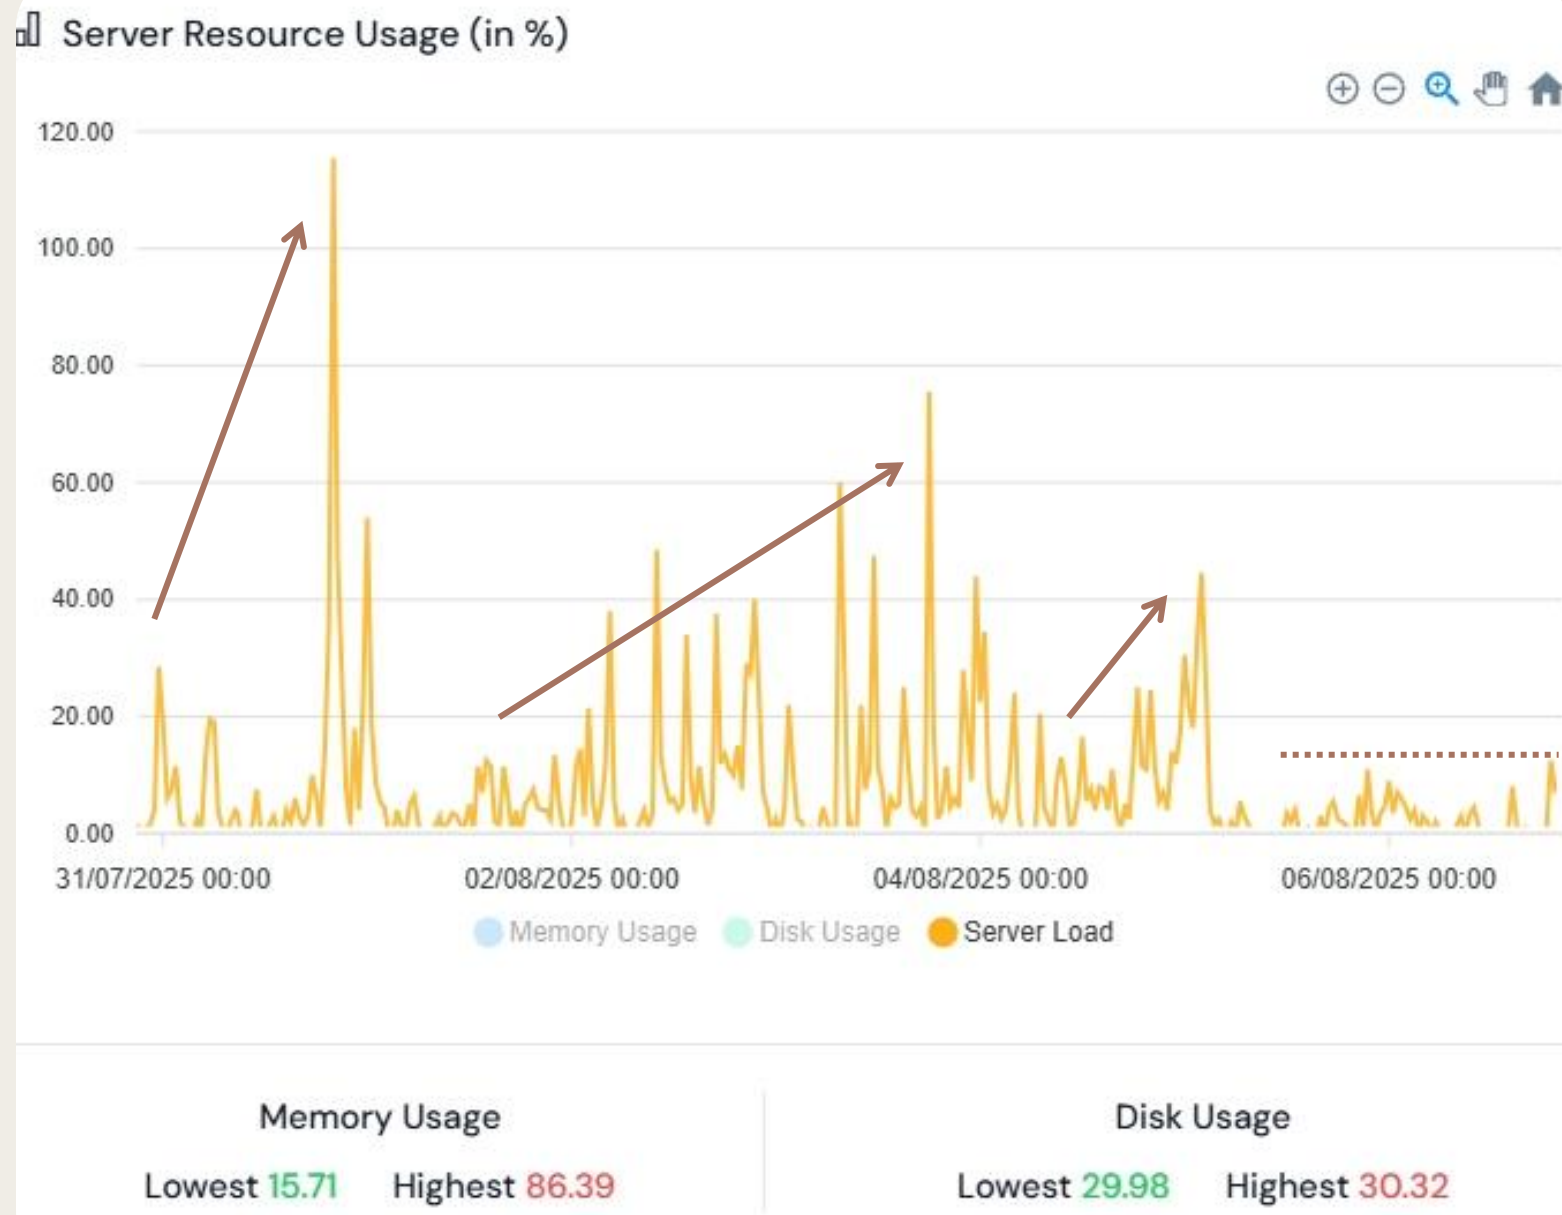 Server Resource Usage (in %)
120.00
100.00
80.00
60.00
40.00
20.00
0.00
31/07/2025 00:00 02/08/2025 00:00 04/08/2025 00:00 06/08/2025 00:00
Memory Usage Disk Usage Server Load
Memory Usage Disk Usage
Lowest 15.71 Highest 86.39 Lowest 29.98 Highest 30.32